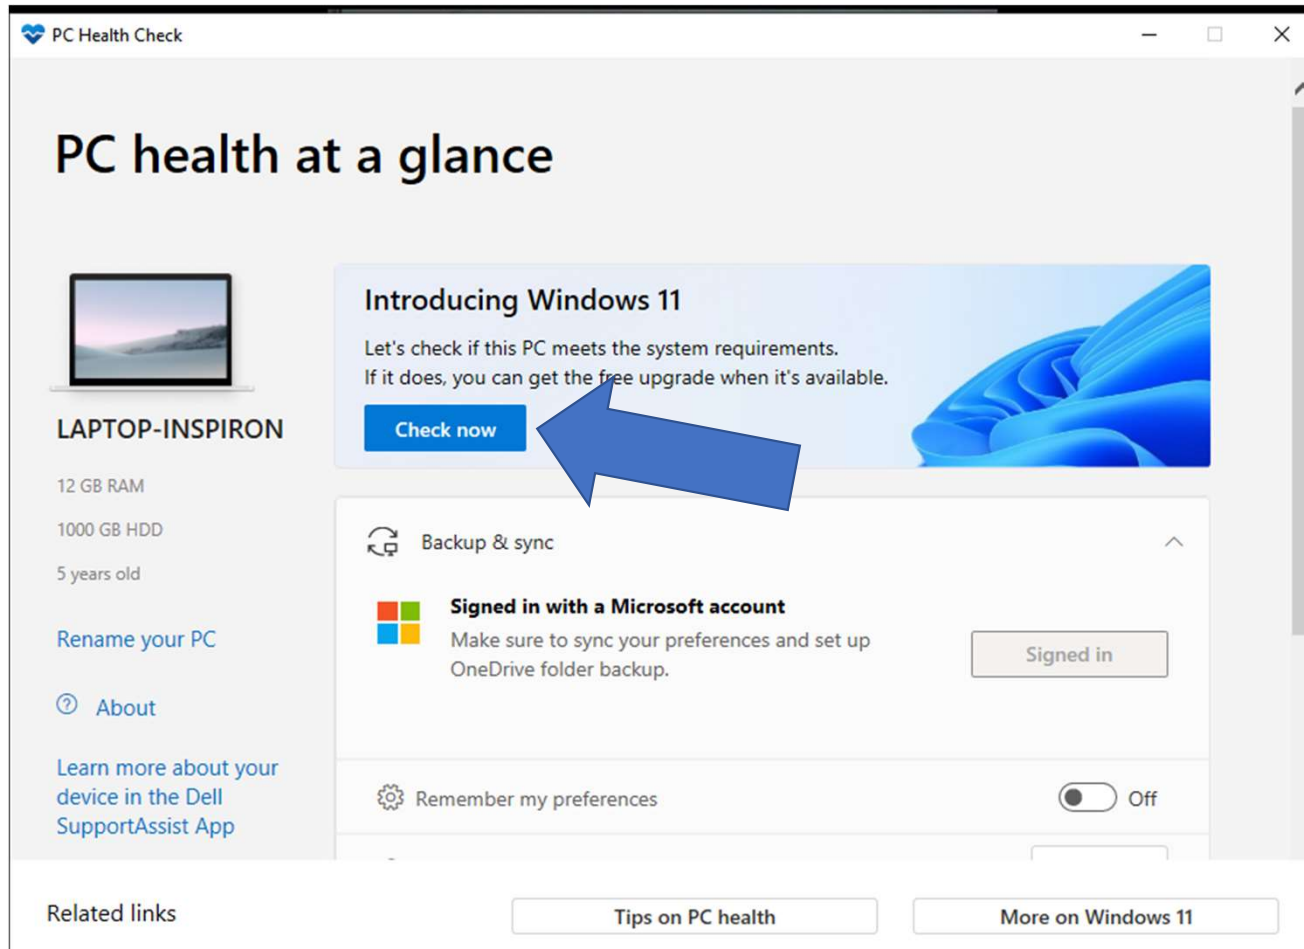 PC Health Check
PC health at a glance
LAPTOP-INSPIRON
12 GB RAM
1000 GB HDD
5 years old
Rename your PC
About
Learn more about your
device in the Dell
SupportAssist App
Introducing Windows 11
Let's check if this PC meets the system requirements.
If it does, you can get the free upgrade when it's available.
Check now
Backup & sync
Signed in with a Microsoft account
Make sure to sync your preferences and set up
OneDrive folder backup.
Signed in
Remember my preferences
Off
Related links
Tips on PC health
More on Windows 11